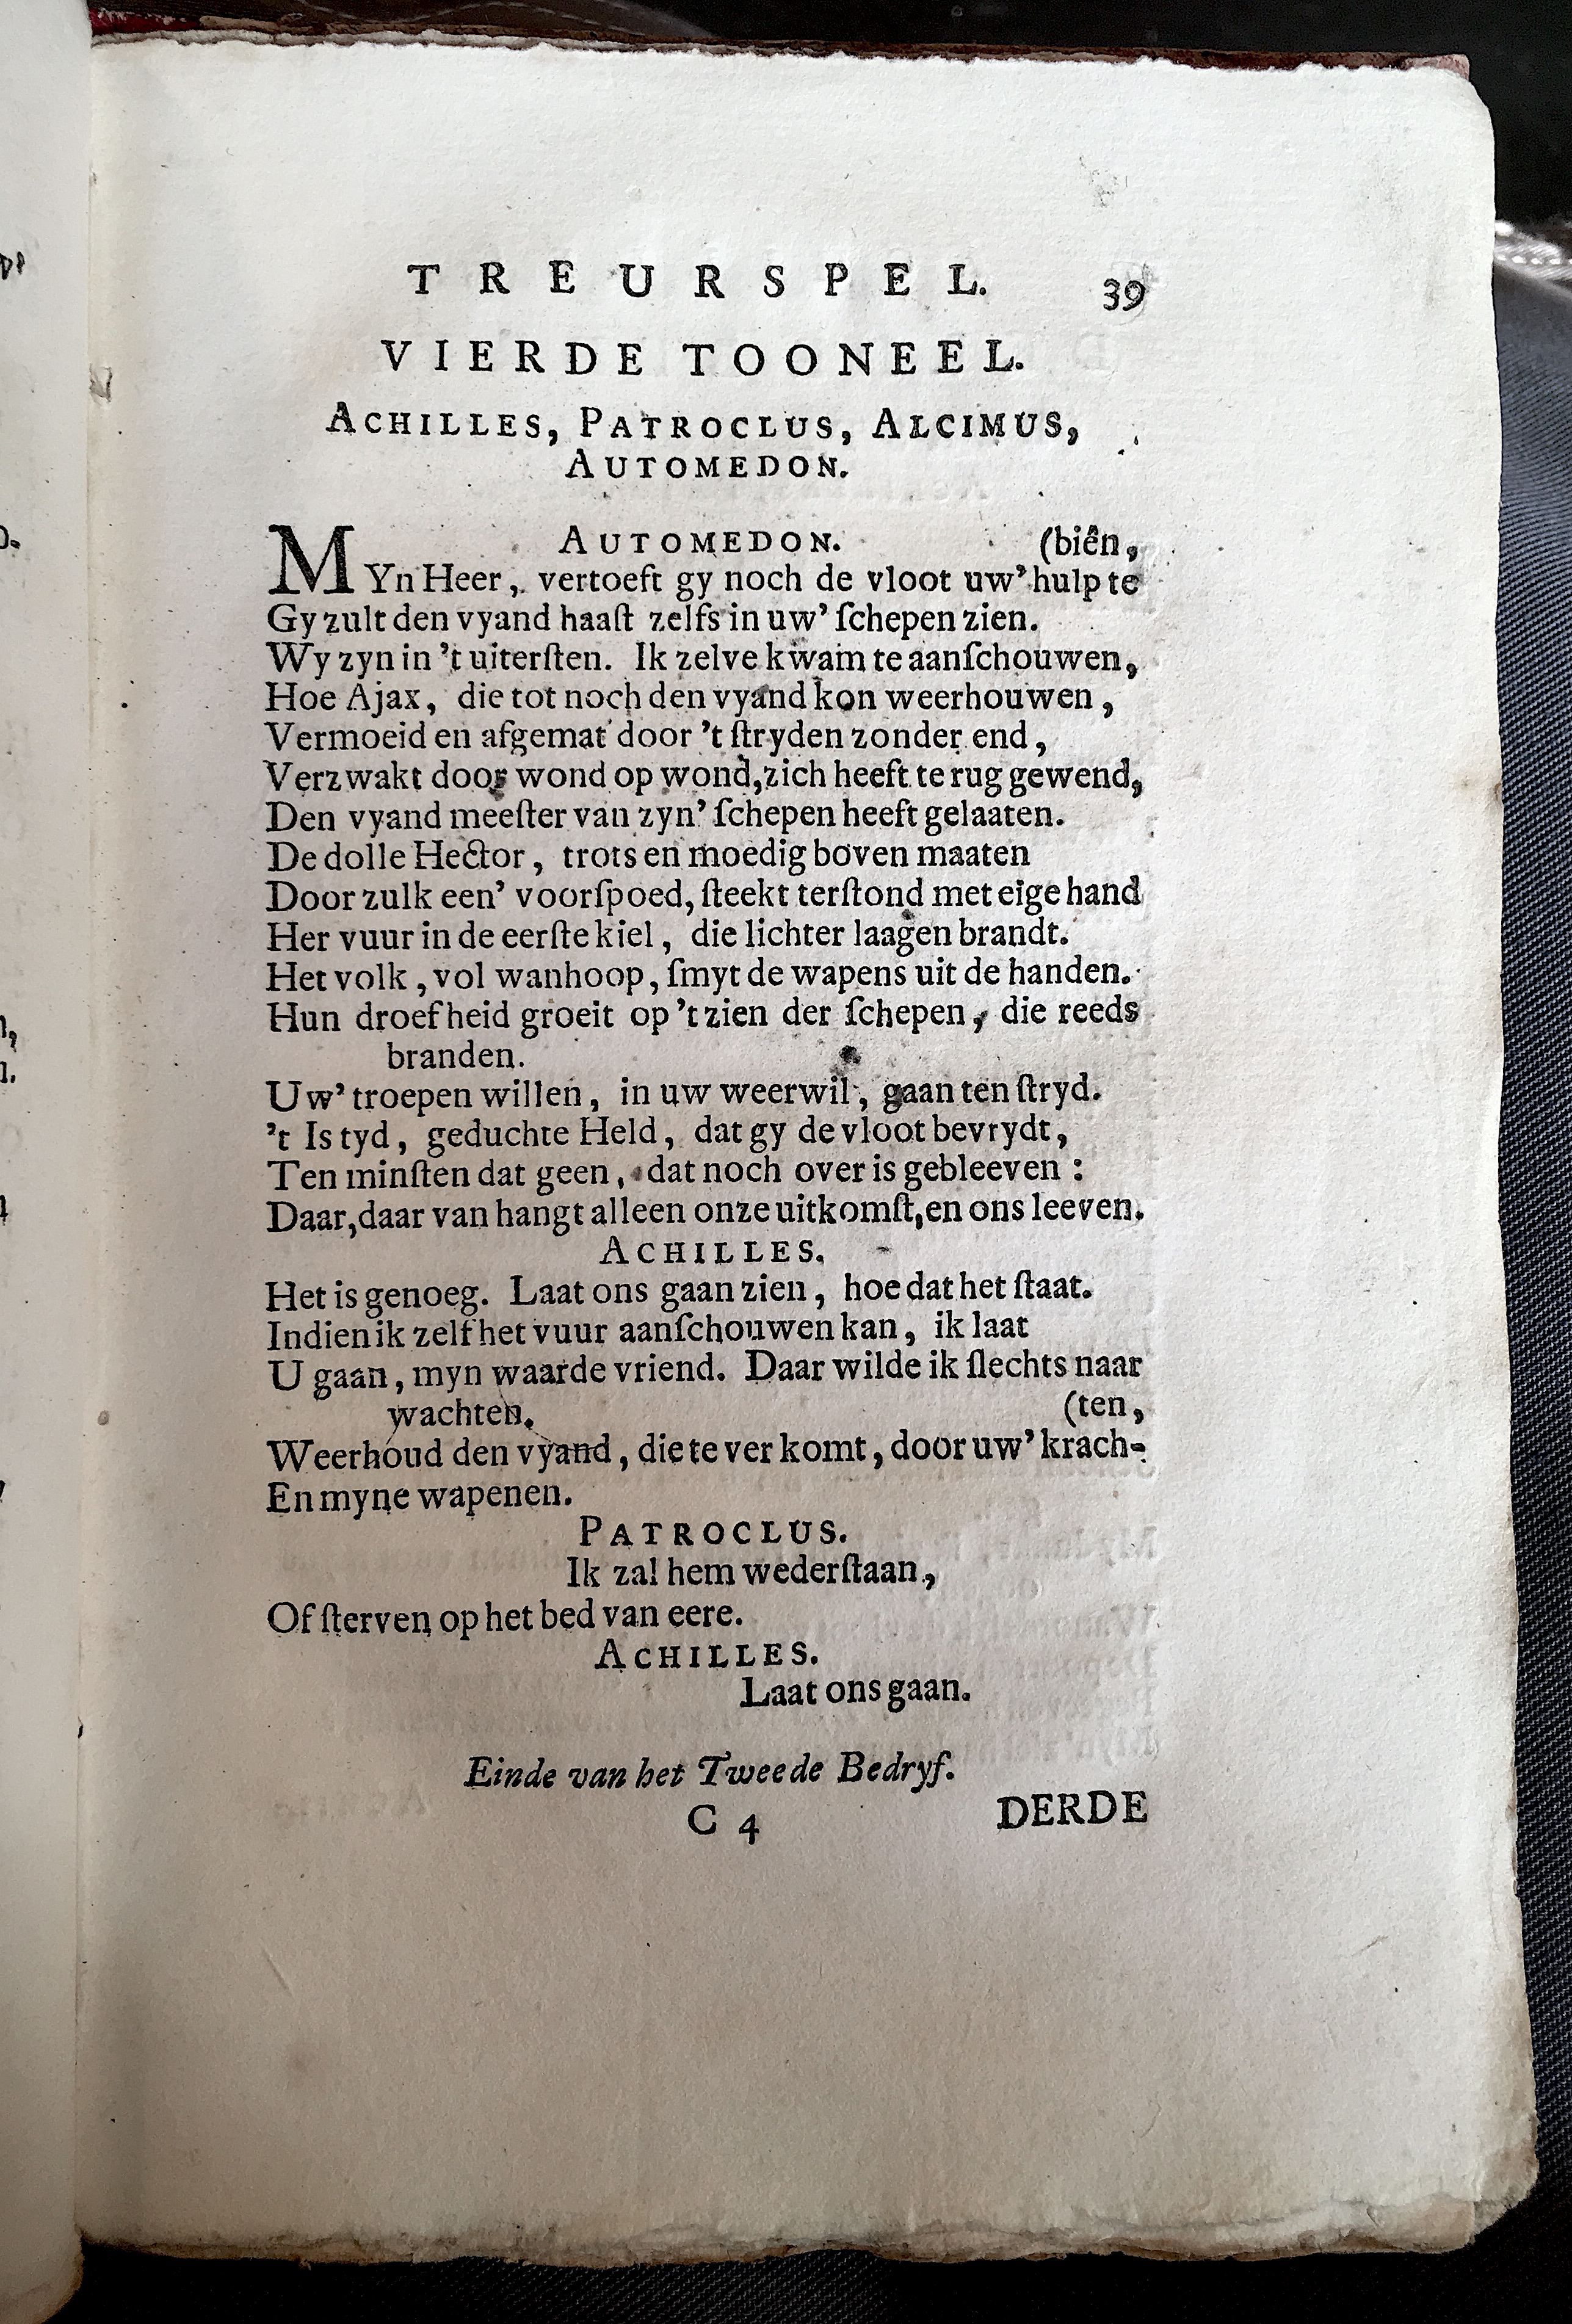 TREURSPEL. 39
VIERDE TOONEEL.
ACHILLES, PATROCLUS, ALCIMUS,
AUTOMEDON.
AUTOMEDON. (biên,
MYn Heer, vertoeft gy noch de vloot uw' hulp te
Gy zult den vyand haaſt zelfs in uw' ſchepen zien.
Wy zyn in 't uiterſten. Ik zelve kwam te aanſchouwen,
Hoe Ajax, die tot noch den vyand kon weerhouwen,
Vermoeid en afgemat door 't ſtryden zonder end,
Verzwakt door wond op wond, zich heeft te rug gewend,
Den vyand meeſter van zyn' ſchepen heeft gelaaten.
De dolle Hector, trots en moedig boven maaten
Door zulk een' voorſpoed, ſteekt terſtond met eige hand
Her vuur in de eerſte kiel, die lichter laagen brandt.
Het volk, vol wanhoop, ſmyt de wapens uit de handen.
Hun droefheid groeit op 't zien der ſchepen, die reeds
branden.
Uw' troepen willen, in uw weerwil, gaan ten ſtryd.
't Is tyd, geduchte Held, dat gy de vloot bevrydt,
Ten minſten dat geen, dat noch over is gebleeven:
Daar, daar van hangt alleen onze uitkomſt, en ons leeven.
ACHILLES.
Het is genoeg. Laat ons gaan zien, hoe dat het ſtaat.
Indien ik zelf het vuur aanſchouwen kan, ik laat
U gaan, myn waarde vriend. Daar wilde ik ſlechts naar
wachten. (ten,
Weerhoud den vyand, die te ver komt, door uw' krach-
En myne wapenen.
PATROCLUS.
Ik zal hem wederſtaan,
Of ſterven op het bed van eere.
ACHILLES.
Laat ons gaan.
Einde van het Tweede Bedryf.
C 4 DERDE